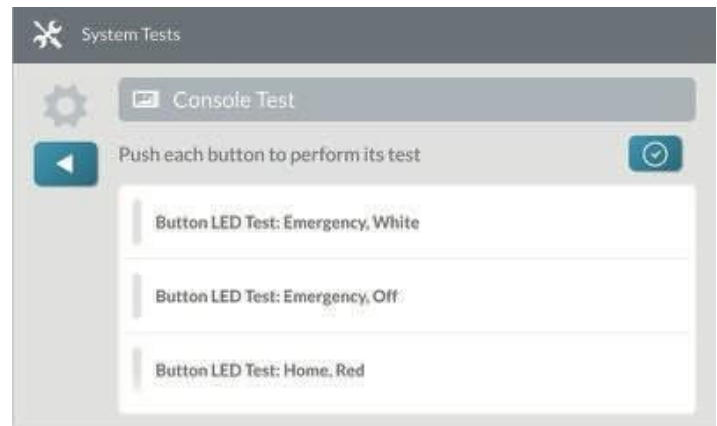 System Tests
Console Test
Push each button to perform its test
Button LED Test: Emergency, White
Button LED Test: Emergency, Off
Button LED Test: Home, Red